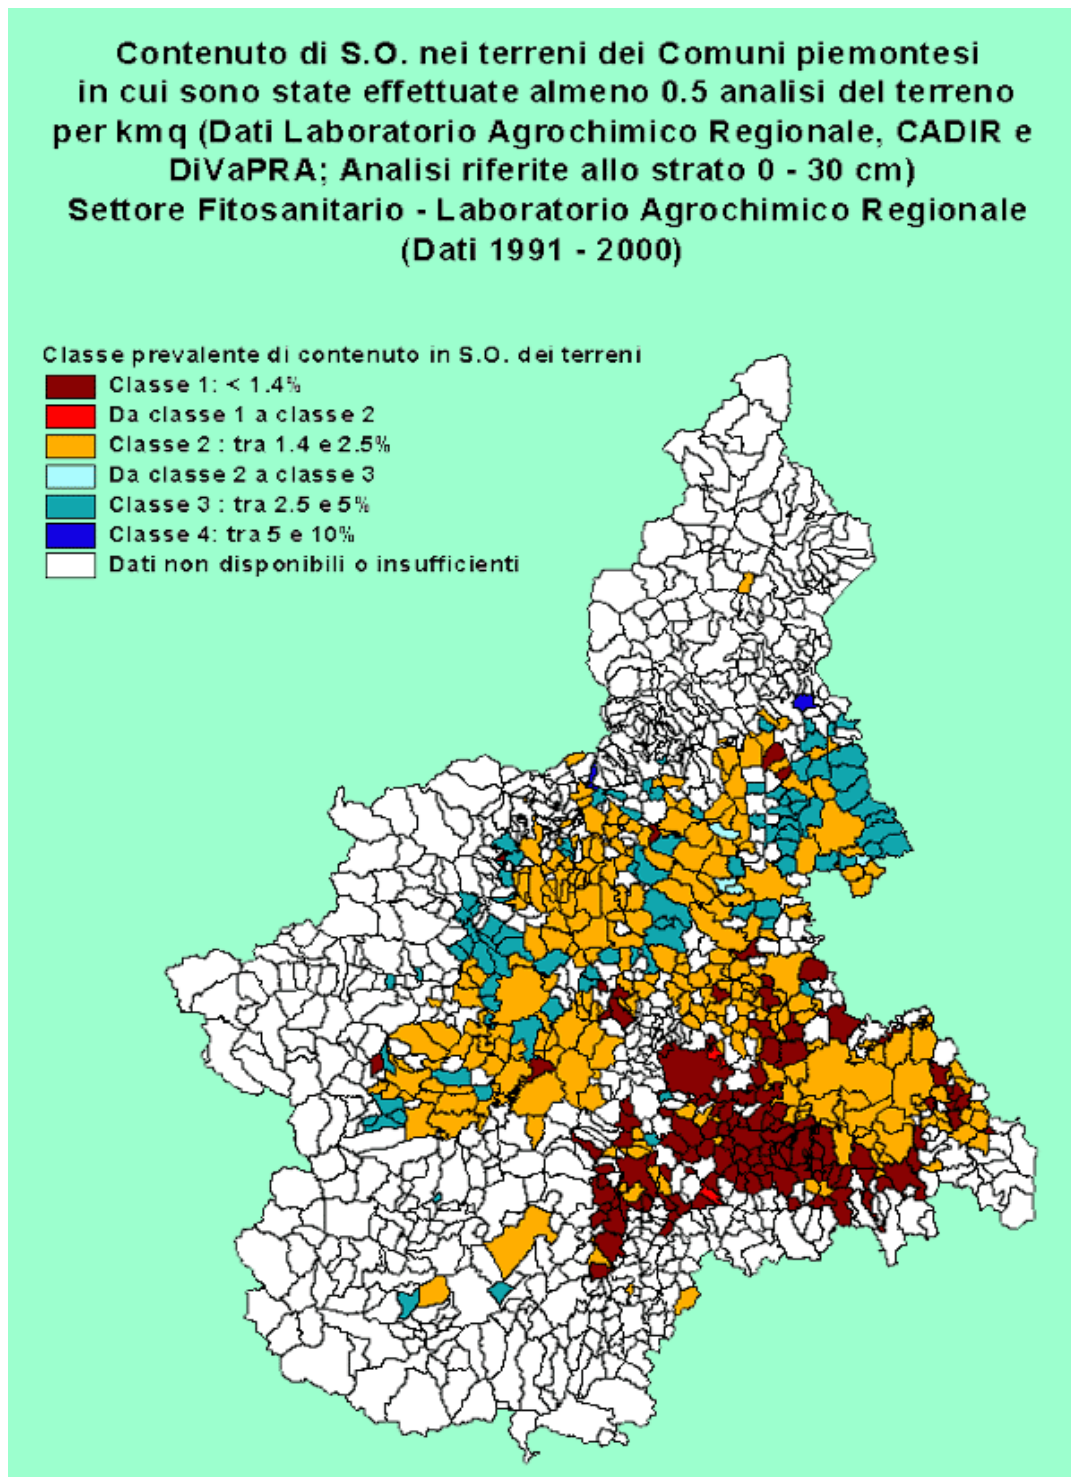 Contenuto di S.O. nei terreni dei Comuni piemontesi
in cui sono state effettuate almeno 0.5 analisi del terreno
per kmq (Dati Laboratorio Agrochimico Regionale, CADIR e
DiVaPRA; Analisi riferite allo strato 0 - 30 cm)
Settore Fitosanitario - Laboratorio Agrochimico Regionale
(Dati 1991 - 2000)
Classe prevalente di contenuto in S.O. dei terreni
Classe 1: < 1.4%
Da classe 1 a classe 2
Classe 2 : tra 1.4 e 2.5%
Da classe 2 a classe 3
Classe 3 : tra 2.5 e 5%
Classe 4: tra 5 e 10%
Dati non disponibili o insufficienti